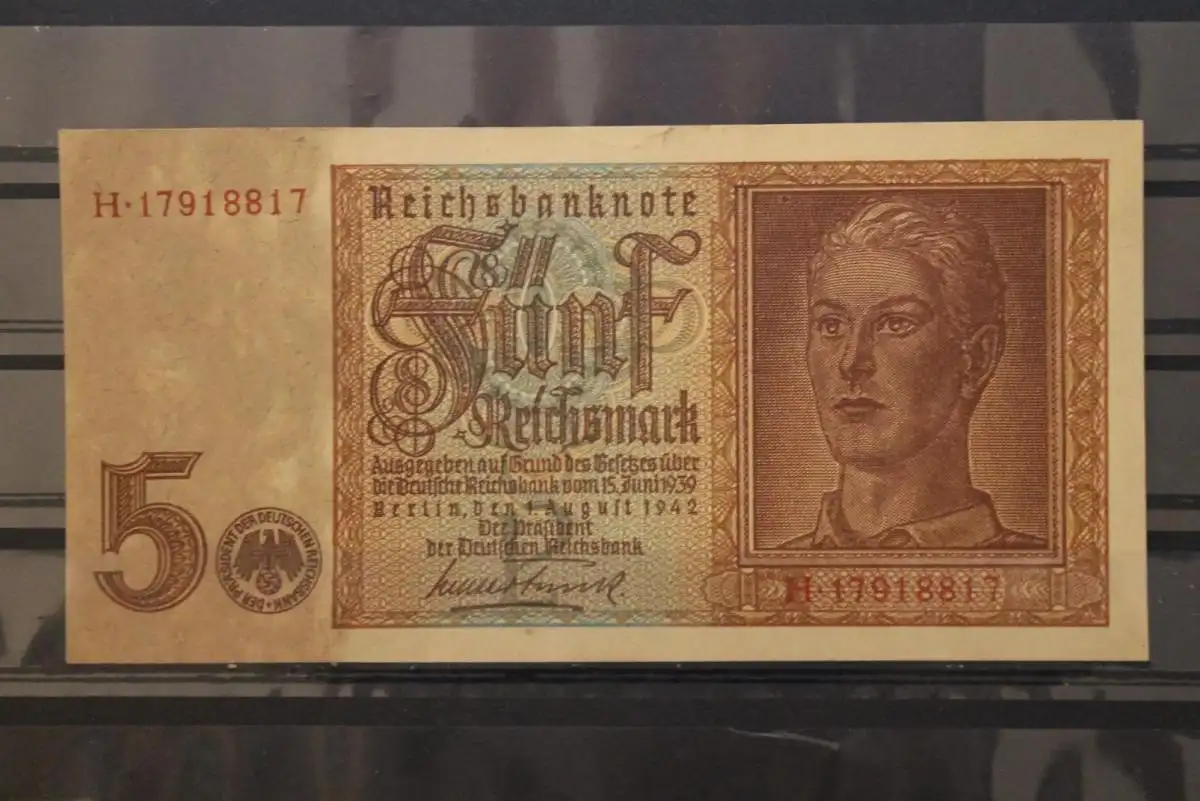 H·17918817
Reichsbanknote
Fünf
Reichsmark
Ausgegeben auf Grund des Gesetzes über
die Deutsche Reichsbank vom 15. Juni 1939
Berlin, den 1. August 1942
Der Präsident
der Deutschen Reichsbank
5
DER PRÄSIDENT DER DEUTSCHEN REICHSBANK
H·17918817